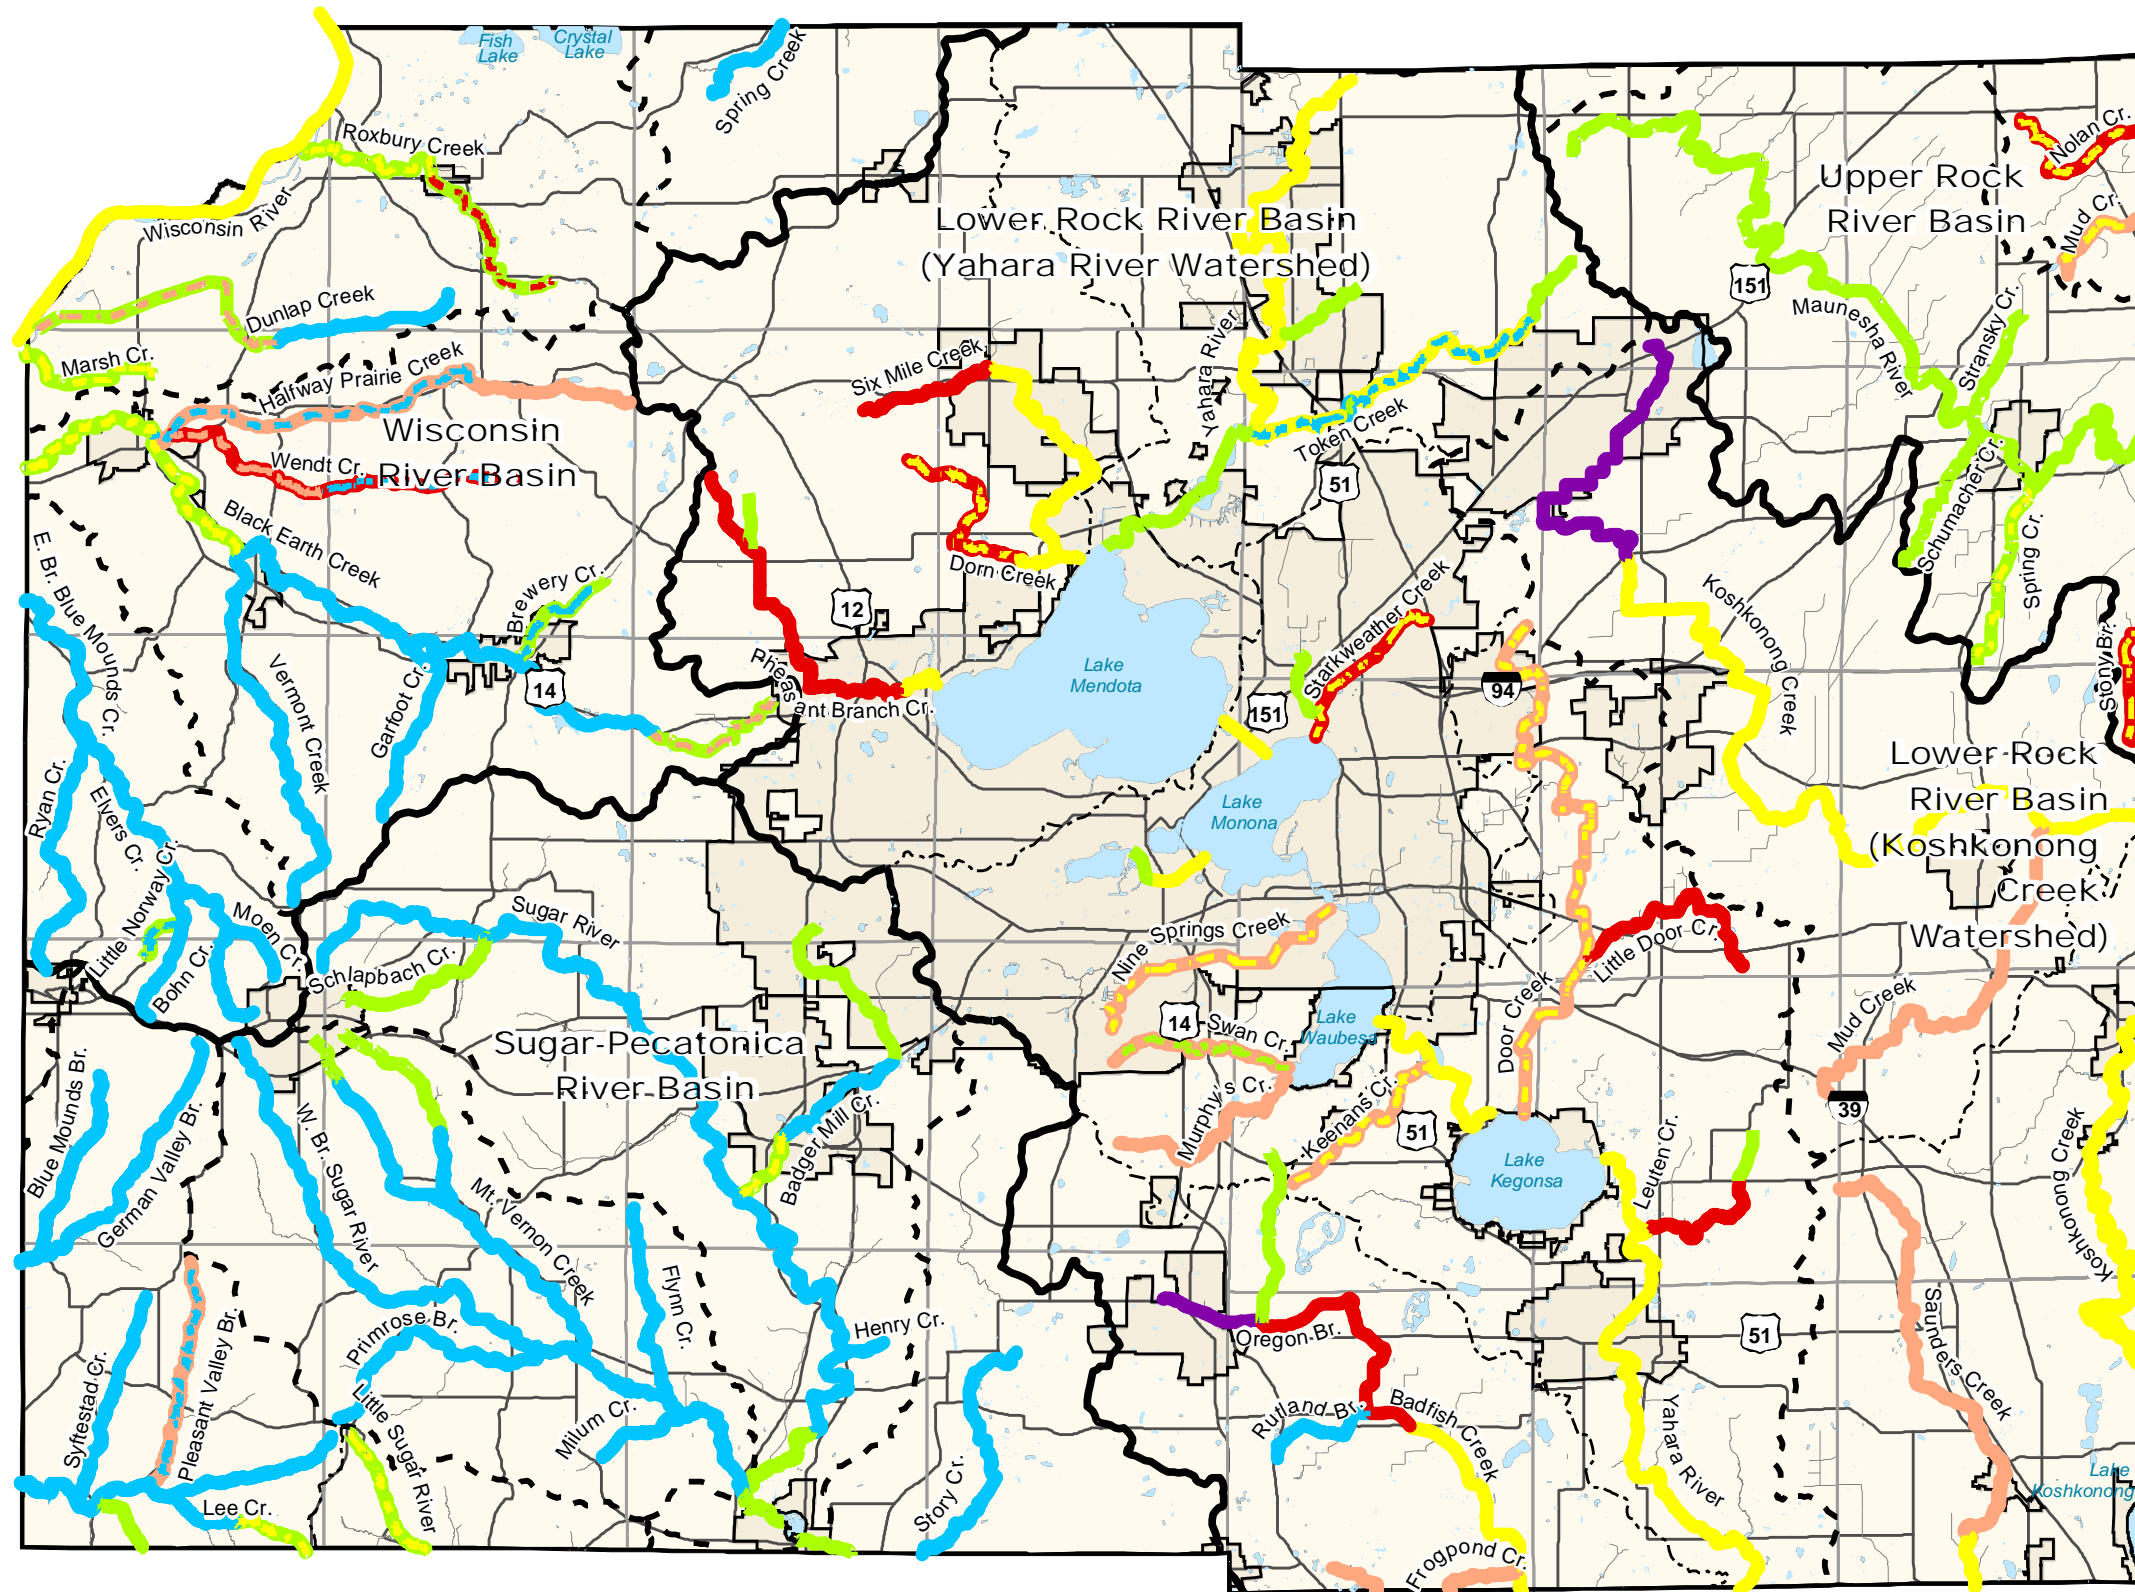 Fish
Lake
Crystal
Lake
Spring Creek
Roxbury Creek
Wisconsin River
Nolan Cr.
Upper Rock
River Basin
Mud Cr.
Lower Rock River Basin
(Yahara River Watershed)
151
Dunlap Creek
Maunesha River
Stransky Cr.
Marsh Cr.
Halfway Prairie Creek
Six Mile Creek
Yahara River
Token Creek
Wisconsin
River Basin
Wendt Cr.
51
Schumacher Cr.
Spring Cr.
Black Earth Creek
E. Br. Blue Mounds Cr.
Brewery Cr.
Dorn Creek
12
Starkweather Creek
Koshkonong Creek
Stony Br.
Vermont Creek
Garfoot Cr.
14
Pheasant Branch Cr.
Lake
Mendota
151
94
Lower Rock
River Basin
(Koshkonong
Creek
Watershed)
Ryan Cr.
Elvers Cr.
Lake
Monona
Little Norway Cr.
Bohn Cr.
Moen Cr.
Schlapbach Cr.
Sugar River
Nine Springs Creek
Little Door Cr.
Door Creek
Mud Creek
14
Swan Cr.
Lake
Waubesa
Sugar-Pecatonica
River Basin
Blue Mounds Br.
German Valley Br.
W. Br. Sugar River
Badger Mill Cr.
Murphy's Cr.
Keenans Cr.
51
39
Lake
Kegonsa
Leuten Cr.
Koshkonong Creek
Mt. Vernon Creek
Flynn Cr.
Henry Cr.
Primrose Br.
Pleasant Valley Br.
Syftestad Cr.
Little Sugar River
Milum Cr.
Lee Cr.
Story Cr.
Oregon Br.
Rutland Br.
Badfish Creek
51
Yahara River
Saunders Creek
Lake
Koshkonong
Frogpond Cr.